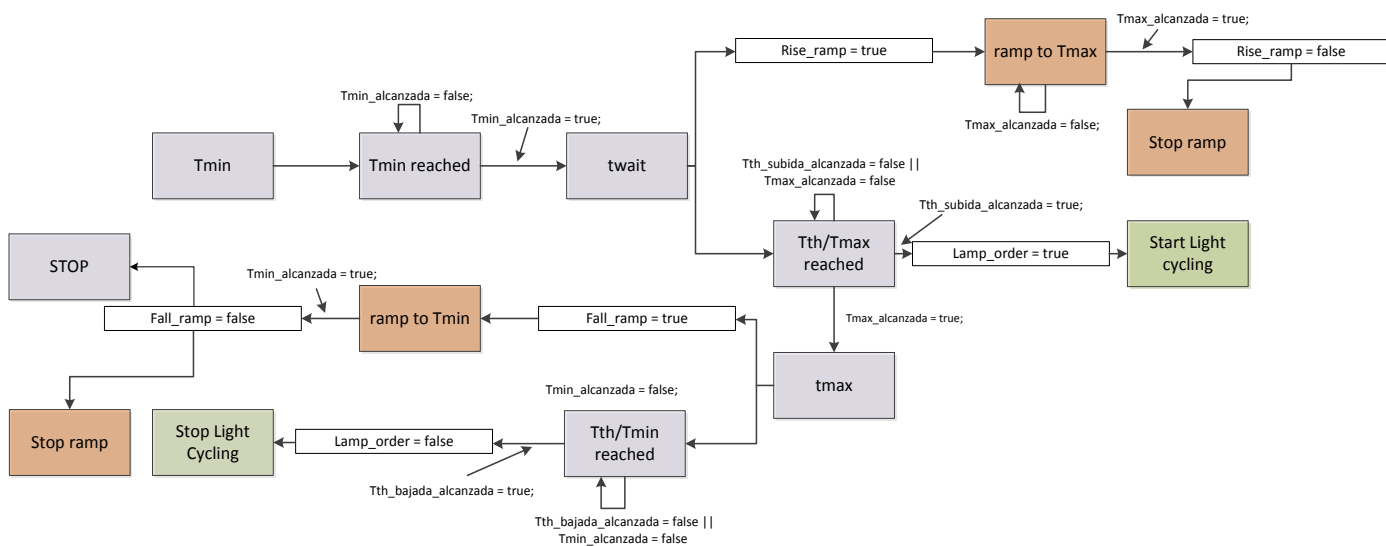 Tmax_alcanzada = true;
Rise_ramp = true
ramp to Tmax
Rise_ramp = false
Tmin_alcanzada = false;
Tmin_alcanzada = true;
Tmax_alcanzada = false;
Stop ramp
Tmin
Tmin reached
twait
Tth_subida_alcanzada = false ||
Tmax_alcanzada = false
Tth_subida_alcanzada = true;
Tth/Tmax
reached
Lamp_order = true
Start Light
cycling
STOP
Tmin_alcanzada = true;
Fall_ramp = false
ramp to Tmin
Fall_ramp = true
Tmax_alcanzada = true;
tmax
Tmin_alcanzada = false;
Stop ramp
Stop Light
Cycling
Lamp_order = false
Tth/Tmin
reached
Tth_bajada_alcanzada = true;
Tth_bajada_alcanzada = false ||
Tmin_alcanzada = false